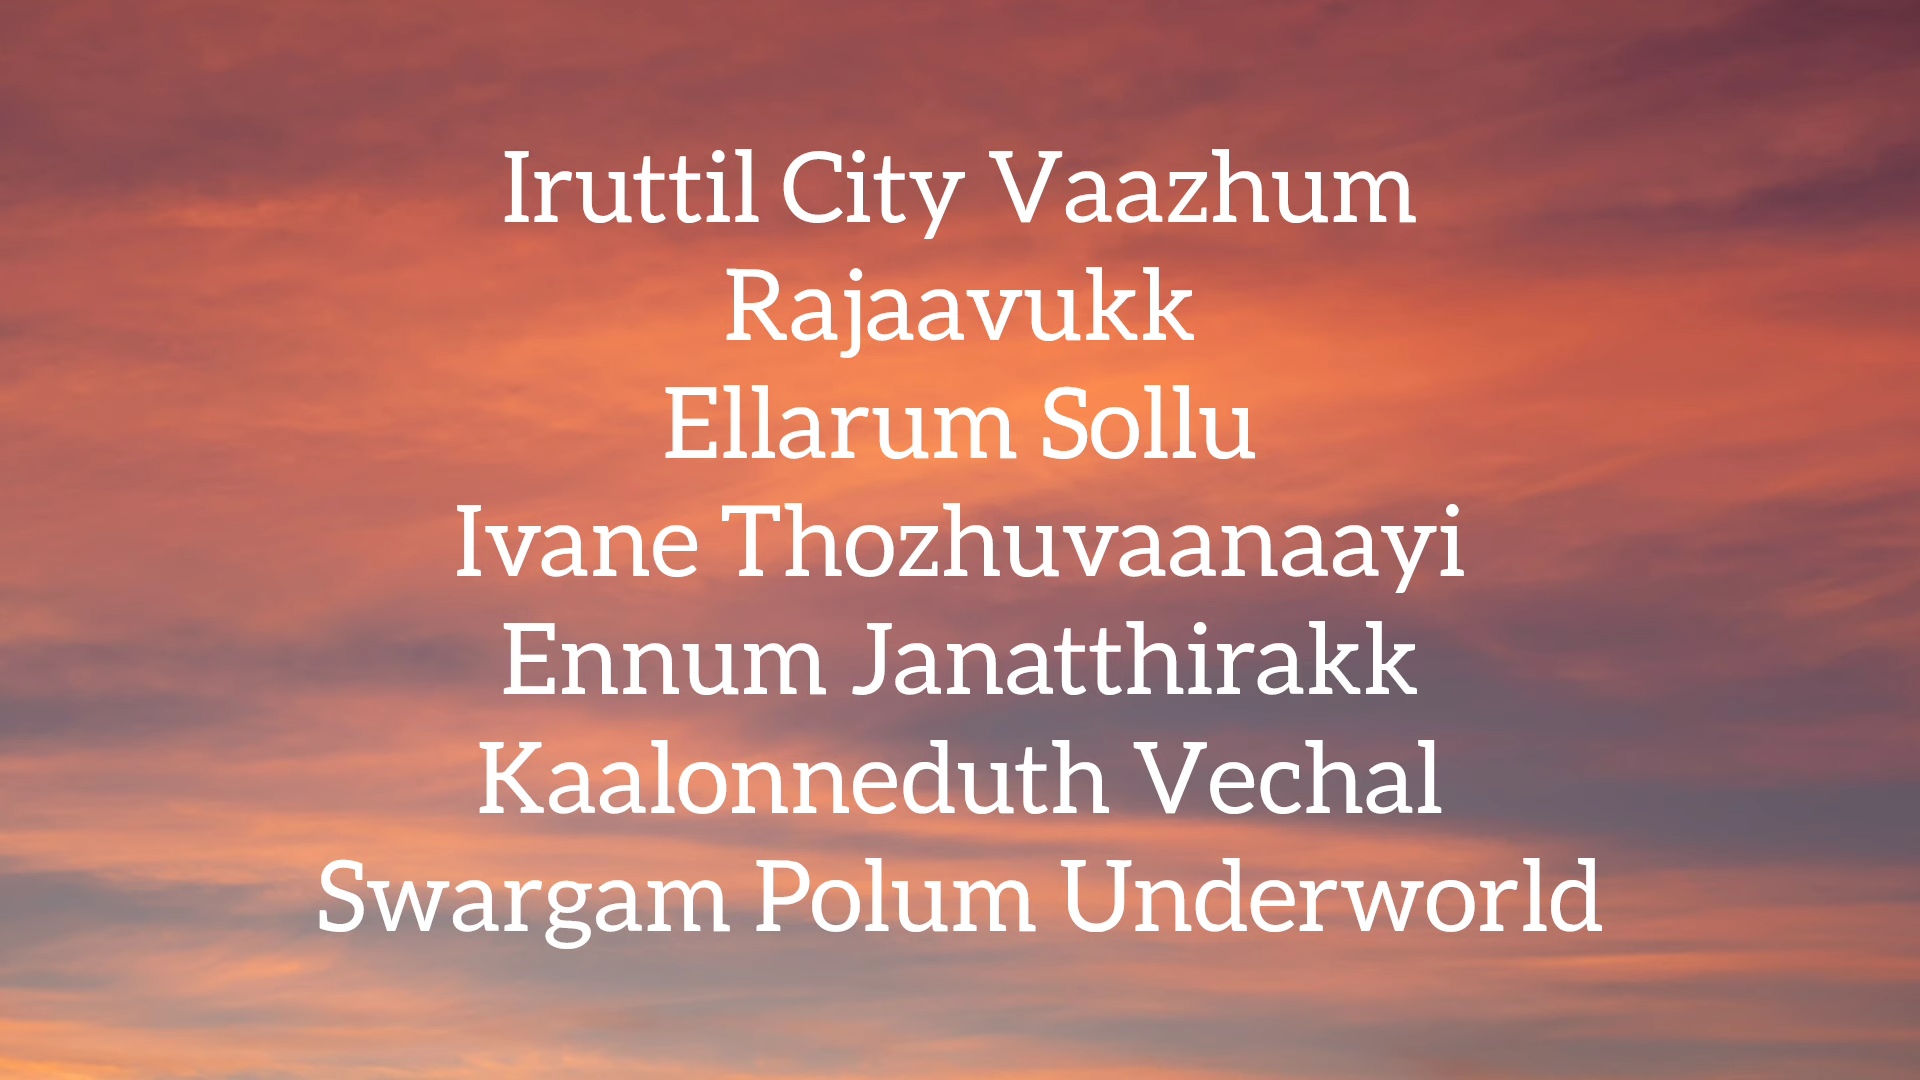 Iruttil City Vaazhum
Rajaavukk
Ellarum Sollu
Ivane Thozhuvaanaayi
Ennum Janatthirakk
Kaalonneduth Vechal
Swargam Polum Underworld